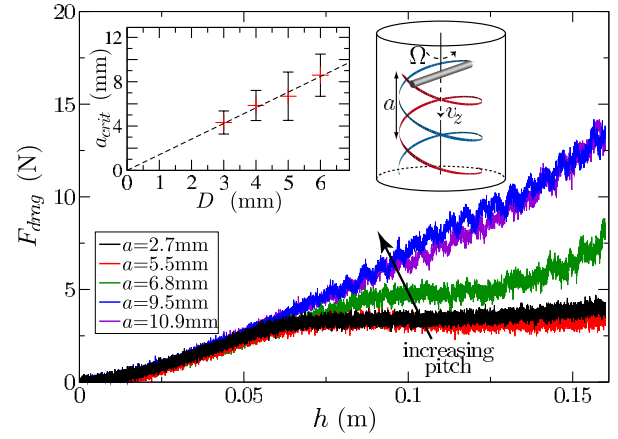 20
15
10
5
0
F_drag (N)
0
0.05
0.1
0.15
h (m)
12
8
4
0
a_crit (mm)
0 1 2 3 4 5 6
D (mm)
Ω
a
v_z
a=2.7mm
a=5.5mm
a=6.8mm
a=9.5mm
a=10.9mm
increasing
pitch